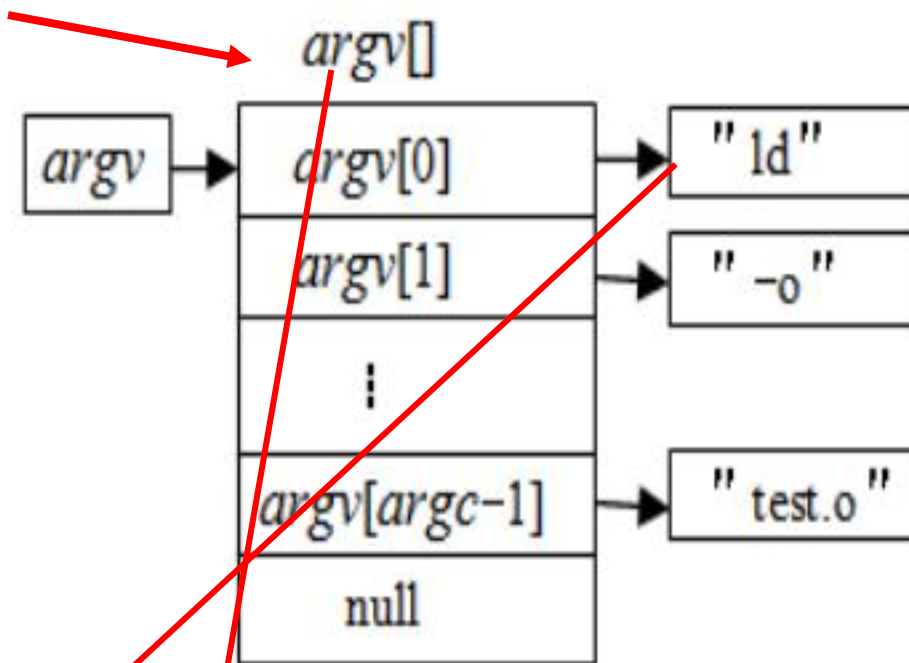 argv[]
argv
argv[0]
"ld"
argv[1]
"-o"
⋮
argv[argc-1]
"test.o"
null